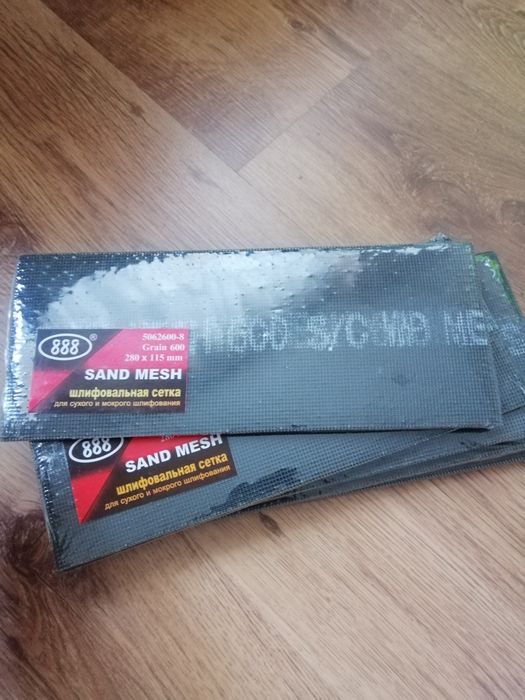 888 ®
5062600-8
Grain 600
280 x 115 mm
SAND MESH
шлифовальная сетка
для сухого и мокрого шлифования
888
SAND MESH
шлифовальная сетка
для сухого и мокрого шлифования